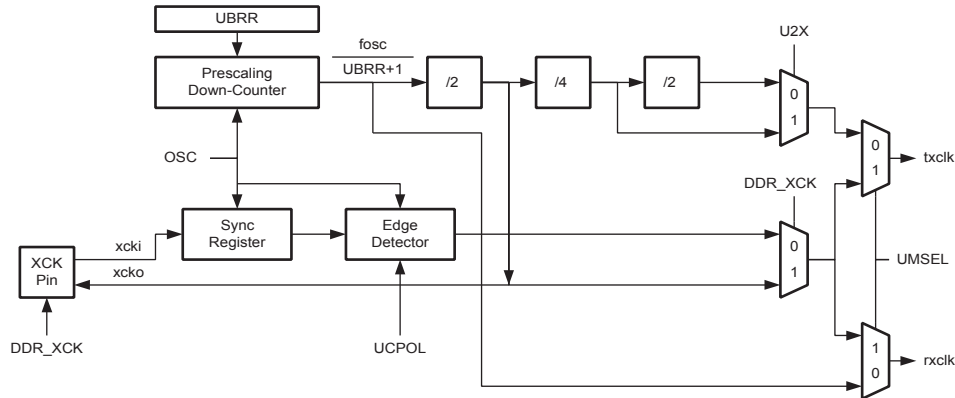 UBRR
fosc
U2X
Prescaling
Down-Counter
UBRR+1
/2
/4
/2
0
1
OSC
0
1
txclk
DDR_XCK
Sync
Register
Edge
Detector
xcki
0
1
XCK
Pin
xcko
UMSEL
DDR_XCK
UCPOL
1
0
rxclk